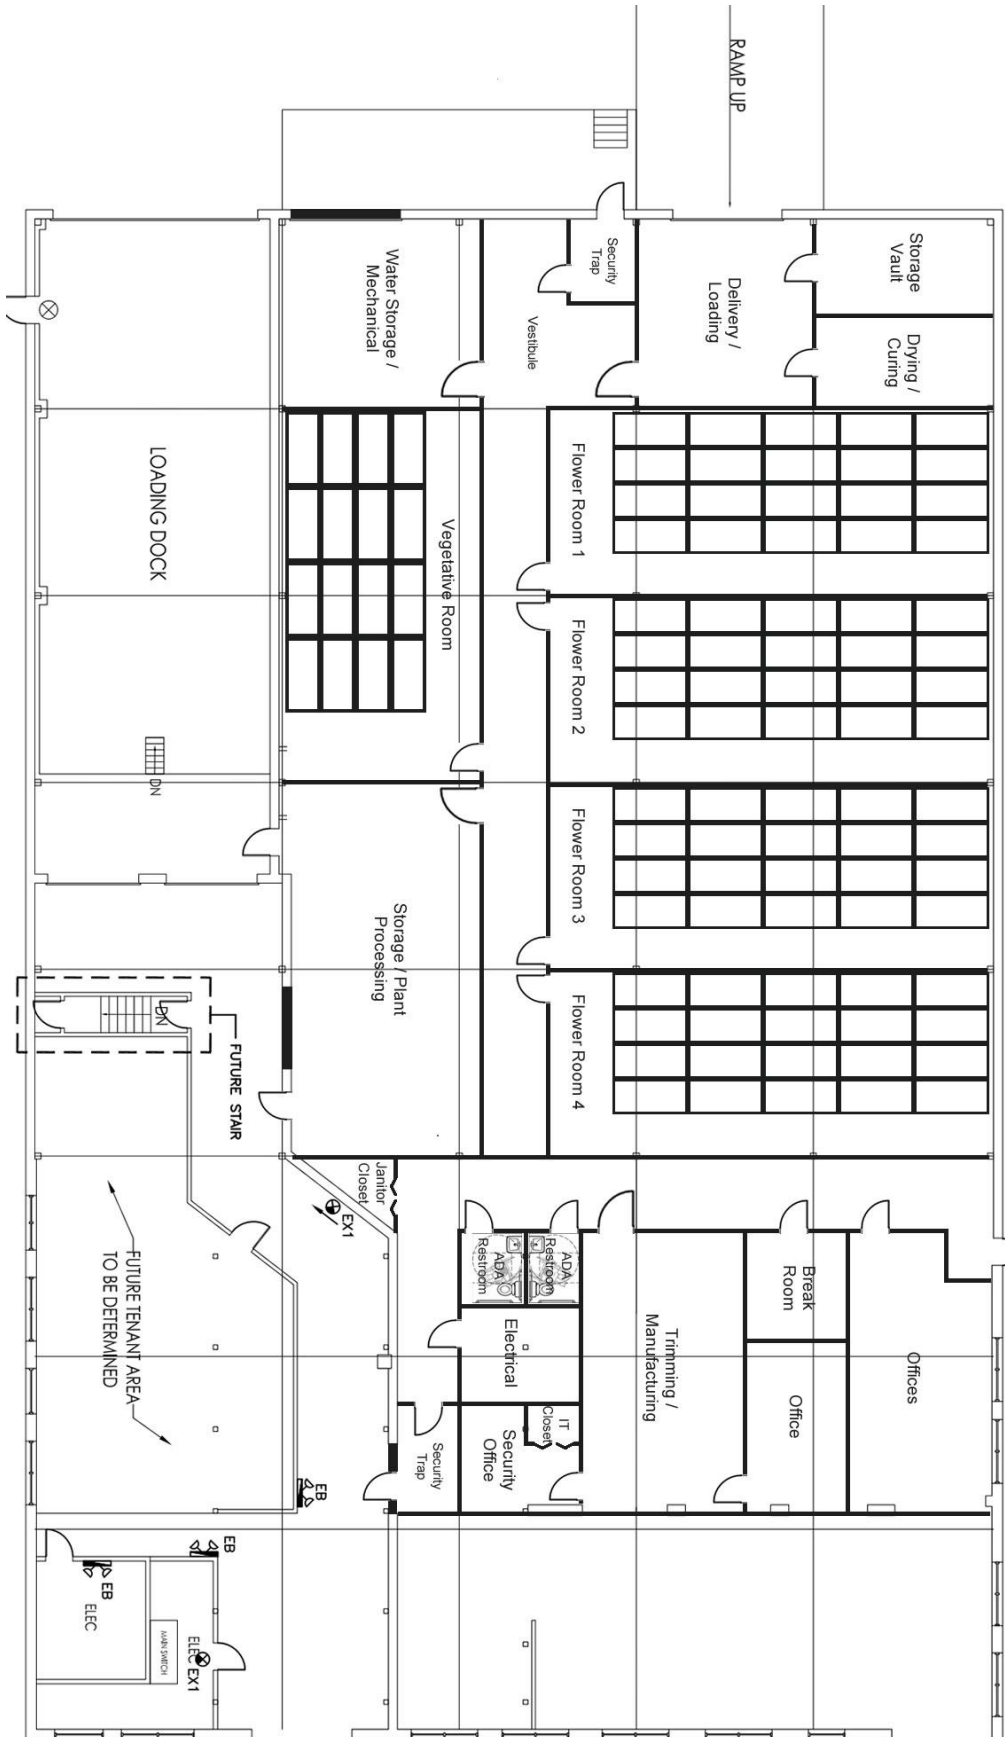 RAMP UP
Storage
Vault
Security
Trap
Delivery /
Loading
Water Storage /
Mechanical
Vestibule
Drying /
Curing
LOADING DOCK
Vegetative Room
Flower Room 1
Flower Room 2
DN
Flower Room 3
Storage / Plant
Processing
Flower Room 4
DN
FUTURE STAIR
Janitor
Closet
EX1
ADA
Restroom
ADA
Restroom
Break
Room
FUTURE TENANT AREA
TO BE DETERMINED
Electrical
Trimming /
Manufacturing
Offices
Office
IT
Closet
Security
Office
Security
Trap
EB
EB
EB
ELEC
MAIN SWITCH
ELEC
EX1